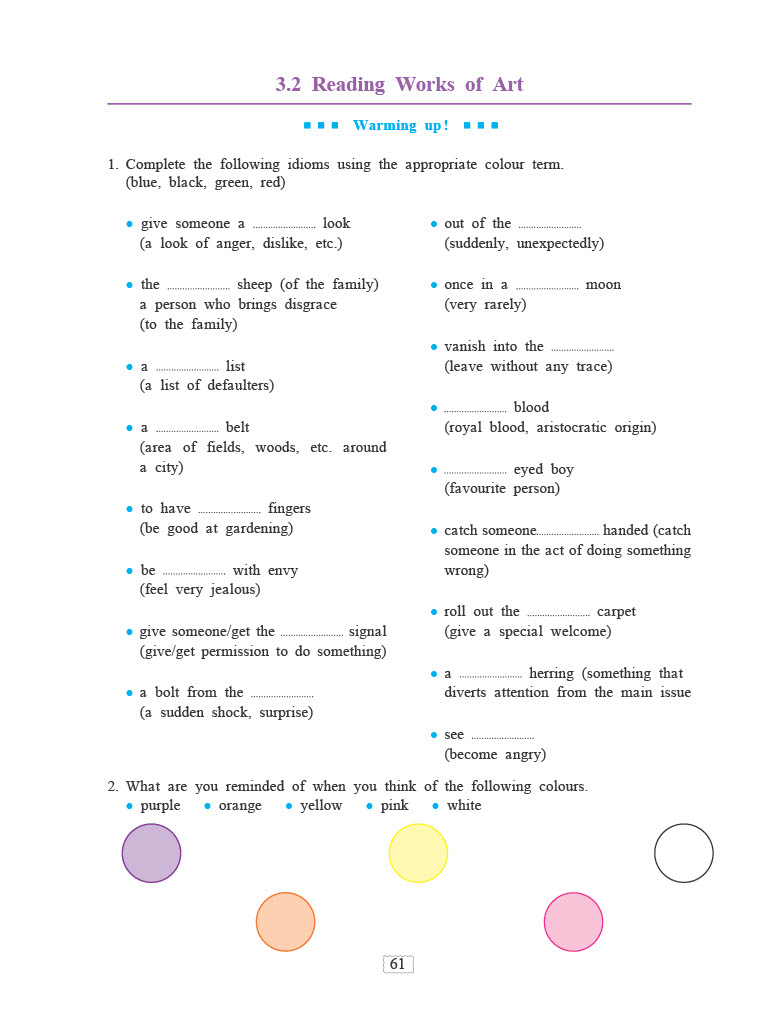 3.2 Reading Works of Art
Warming up!
1. Complete the following idioms using the appropriate colour term.
(blue, black, green, red)
• give someone a ......................... look
(a look of anger, dislike, etc.)
• the ......................... sheep (of the family)
a person who brings disgrace
(to the family)
• a ......................... list
(a list of defaulters)
• a ......................... belt
(area of fields, woods, etc. around
a city)
• to have ......................... fingers
(be good at gardening)
• be ......................... with envy
(feel very jealous)
• give someone/get the ......................... signal
(give/get permission to do something)
• a bolt from the .........................
(a sudden shock, surprise)
• out of the .........................
(suddenly, unexpectedly)
• once in a ......................... moon
(very rarely)
• vanish into the .........................
(leave without any trace)
• ......................... blood
(royal blood, aristocratic origin)
• ......................... eyed boy
(favourite person)
• catch someone......................... handed (catch
someone in the act of doing something
wrong)
• roll out the ......................... carpet
(give a special welcome)
• a ......................... herring (something that
diverts attention from the main issue
• see .........................
(become angry)
2. What are you reminded of when you think of the following colours.
• purple • orange • yellow • pink • white
61